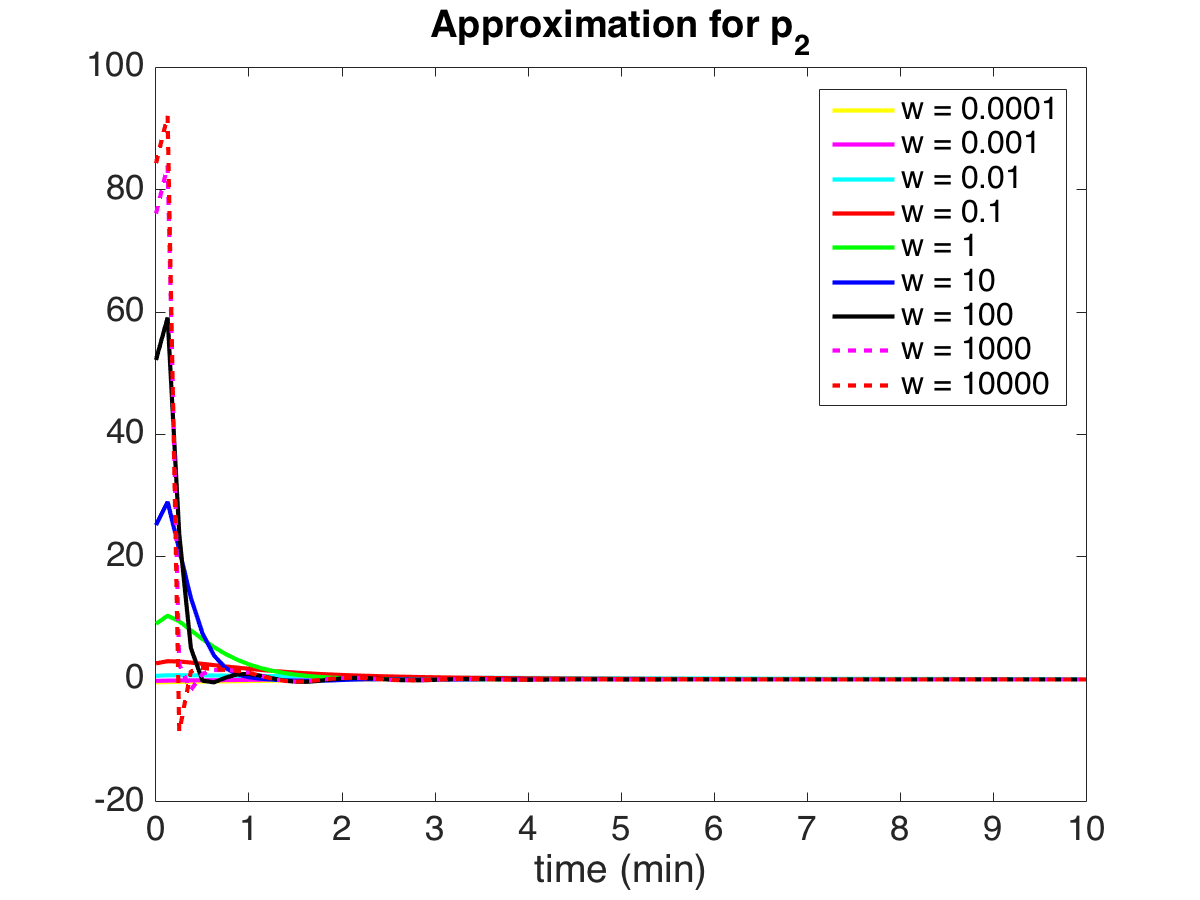 Approximation for p2
100
80
60
40
20
0
-20
0 1 2 3 4 5 6 7 8 9 10
time (min)
w = 0.0001
w = 0.001
w = 0.01
w = 0.1
w = 1
w = 10
w = 100
w = 1000
w = 10000